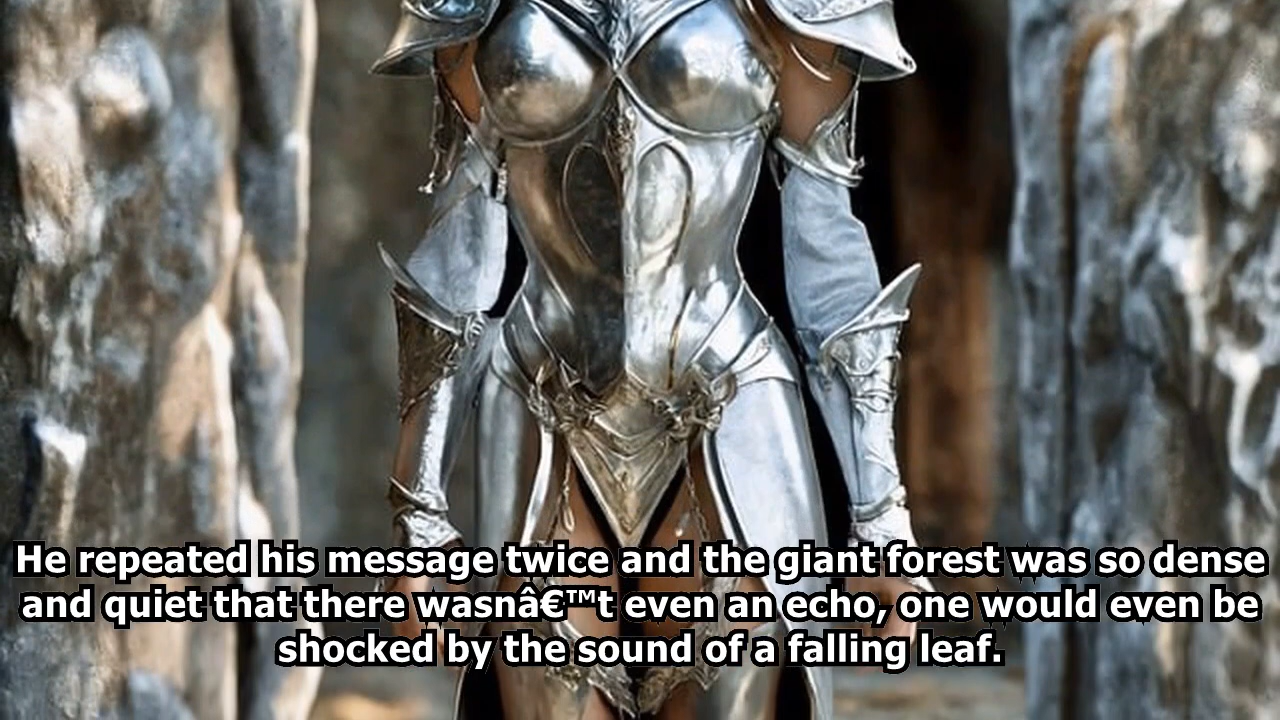 He repeated his message twice and the giant forest was so dense
and quiet that there wasnâ€™t even an echo, one would even be
shocked by the sound of a falling leaf.